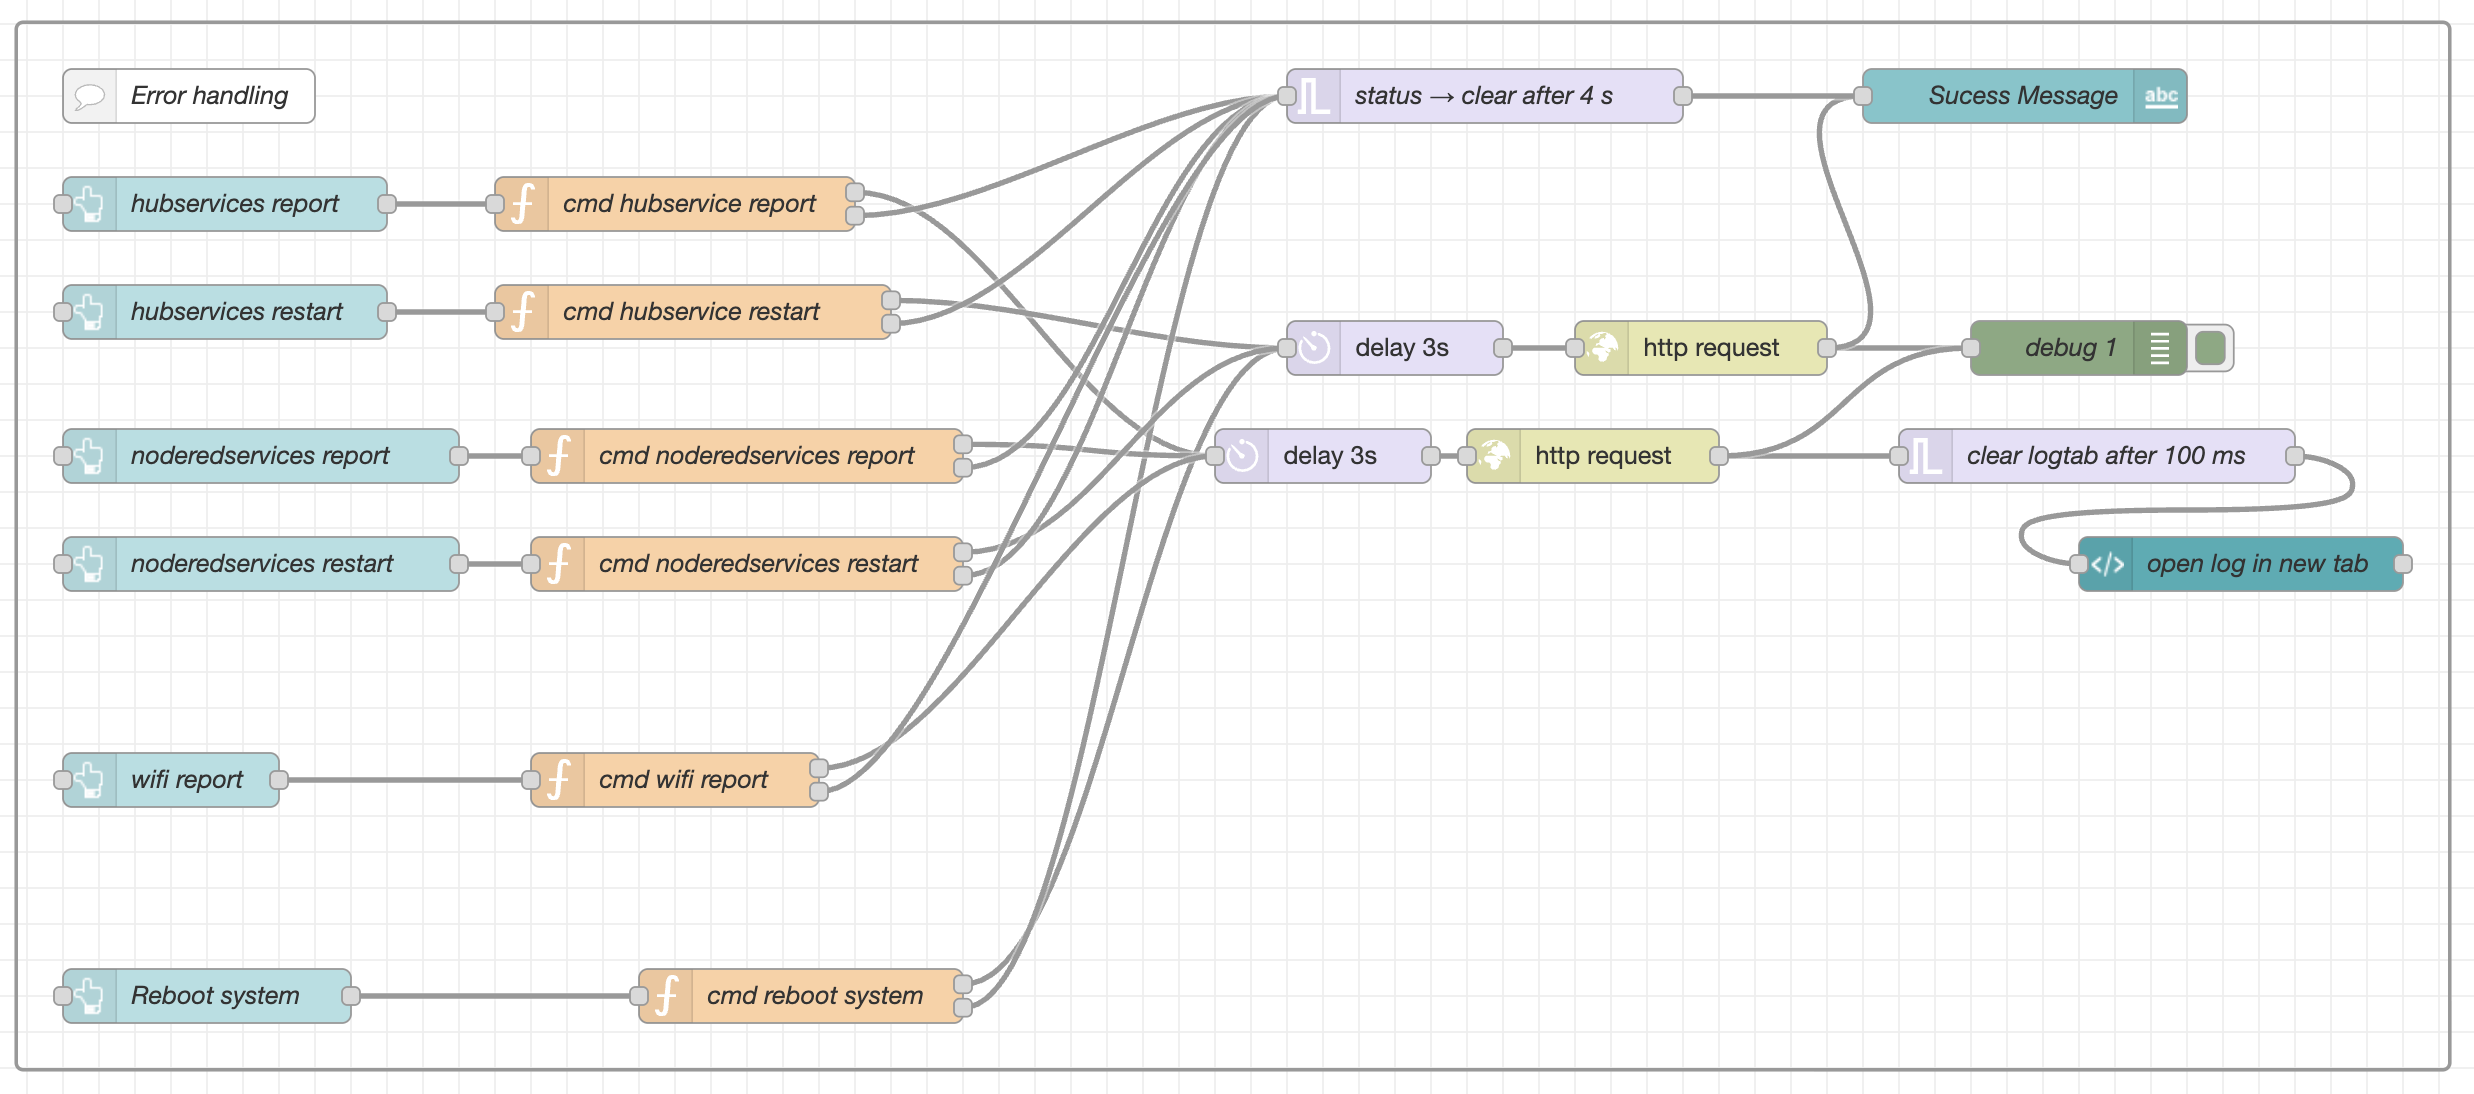 Error handling
status → clear after 4 s
Sucess Message
abc
hubservices report
cmd hubservice report
hubservices restart
cmd hubservice restart
delay 3s
http request
debug 1
noderedservices report
cmd noderedservices report
delay 3s
http request
clear logtab after 100 ms
noderedservices restart
cmd noderedservices restart
</> open log in new tab
wifi report
cmd wifi report
Reboot system
cmd reboot system